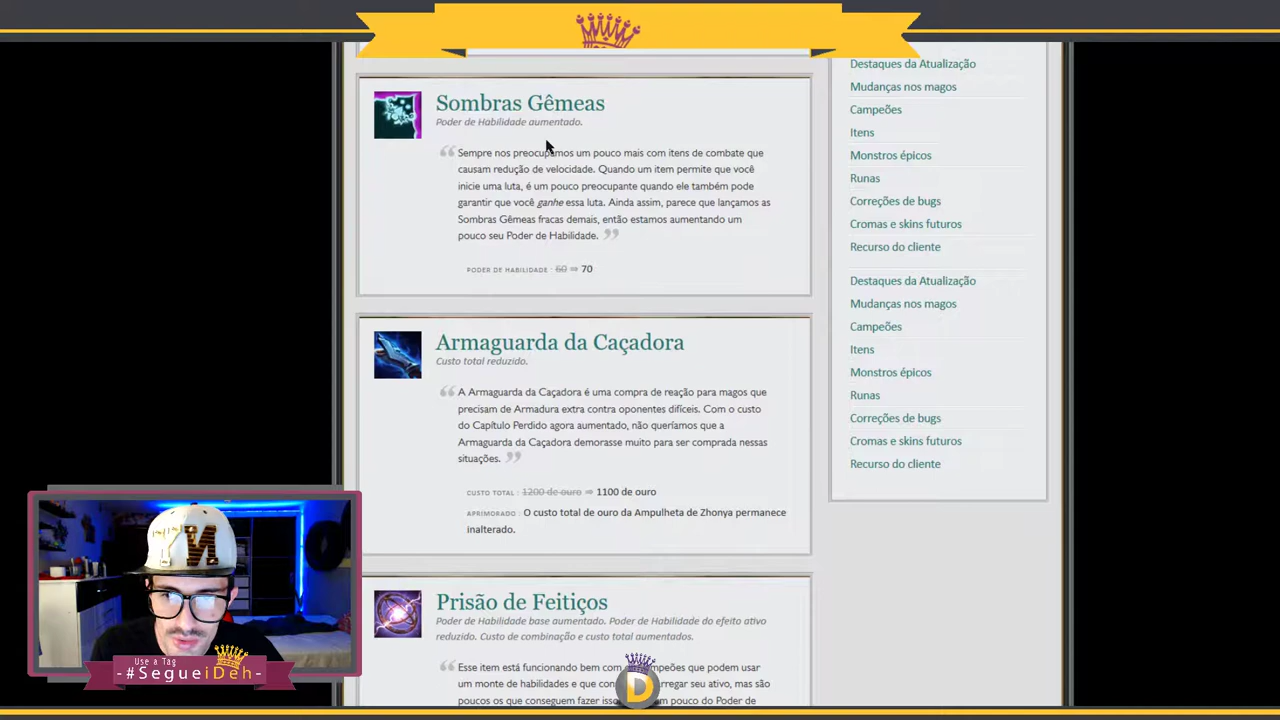 Sombras Gêmeas
Poder de Habilidade aumentado.
Sempre nos preocupamos um pouco mais com itens de combate que
causam redução de velocidade. Quando um item permite que você
inicie uma luta, é um pouco preocupante quando ele também pode
garantir que você ganhe essa luta. Ainda assim, parece que lançamos as
Sombras Gêmeas fracas demais, então estamos aumentando um
pouco seu Poder de Habilidade.
PODER DE HABILIDADE : 60 ⇒ 70
Armaguarda da Caçadora
Custo total reduzido.
A Armaguarda da Caçadora é uma compra de reação para magos que
precisam de Armadura extra contra oponentes difíceis. Com o custo
do Capítulo Perdido agora aumentado, não queríamos que a
Armaguarda da Caçadora demorasse muito para ser comprada nessas
situações.
CUSTO TOTAL : 1200 de ouro ⇒ 1100 de ouro
APRIMORADO : O custo total de ouro da Ampulheta de Zhonya permanece
inalterado.
Prisão de Feitiços
Poder de Habilidade base aumentado. Poder de Habilidade do efeito ativo
reduzido. Custo de combinação e custo total aumentados.
Esse item está funcionando bem com campeões que podem usar
um monte de habilidades e que con egar seu ativo, mas são
poucos os que conseguem fazer iss um pouco do Poder de
Destaques da Atualização
Mudanças nos magos
Campeões
Itens
Monstros épicos
Runas
Correções de bugs
Cromas e skins futuros
Recurso do cliente
Destaques da Atualização
Mudanças nos magos
Campeões
Itens
Monstros épicos
Runas
Correções de bugs
Cromas e skins futuros
Recurso do cliente
NY
Use a Tag
-#SegueiDeh-
D